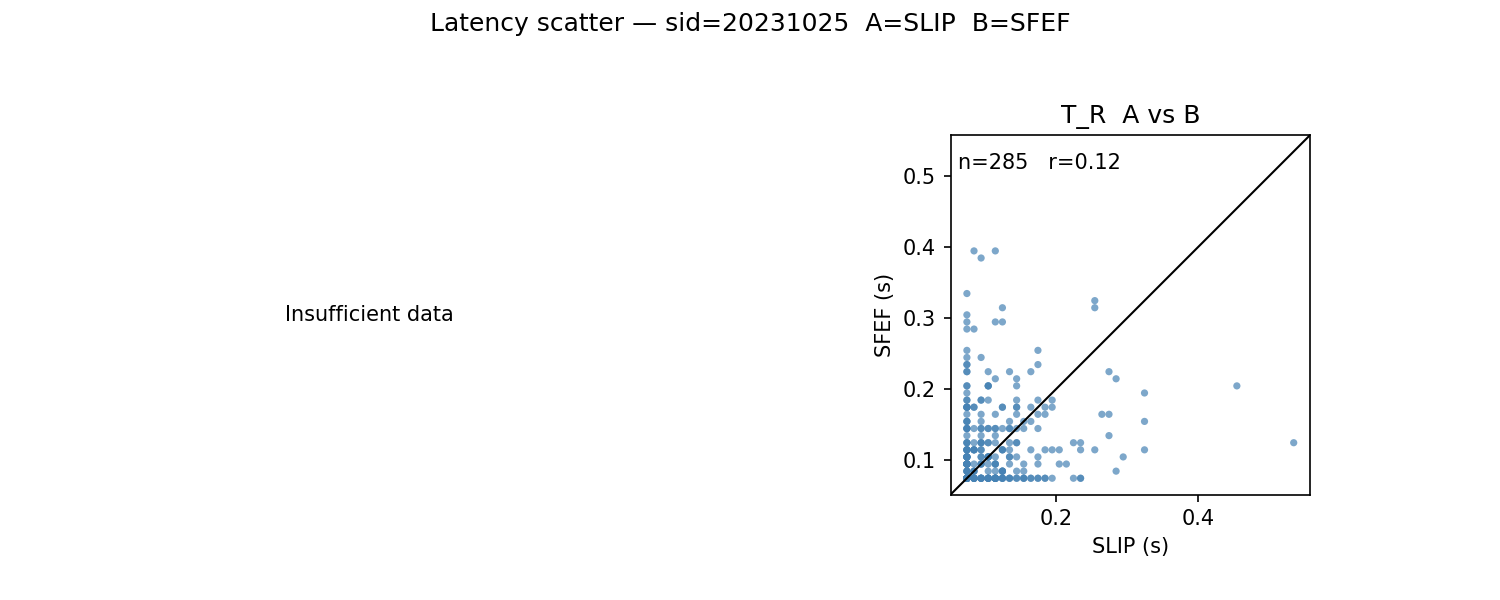 Latency scatter — sid=20231025  A=SLIP  B=SFEF
Insufficient data
T_R  A vs B
n=285   r=0.12
SFEF (s)
0.5
0.4
0.3
0.2
0.1
0.2
0.4
SLIP (s)